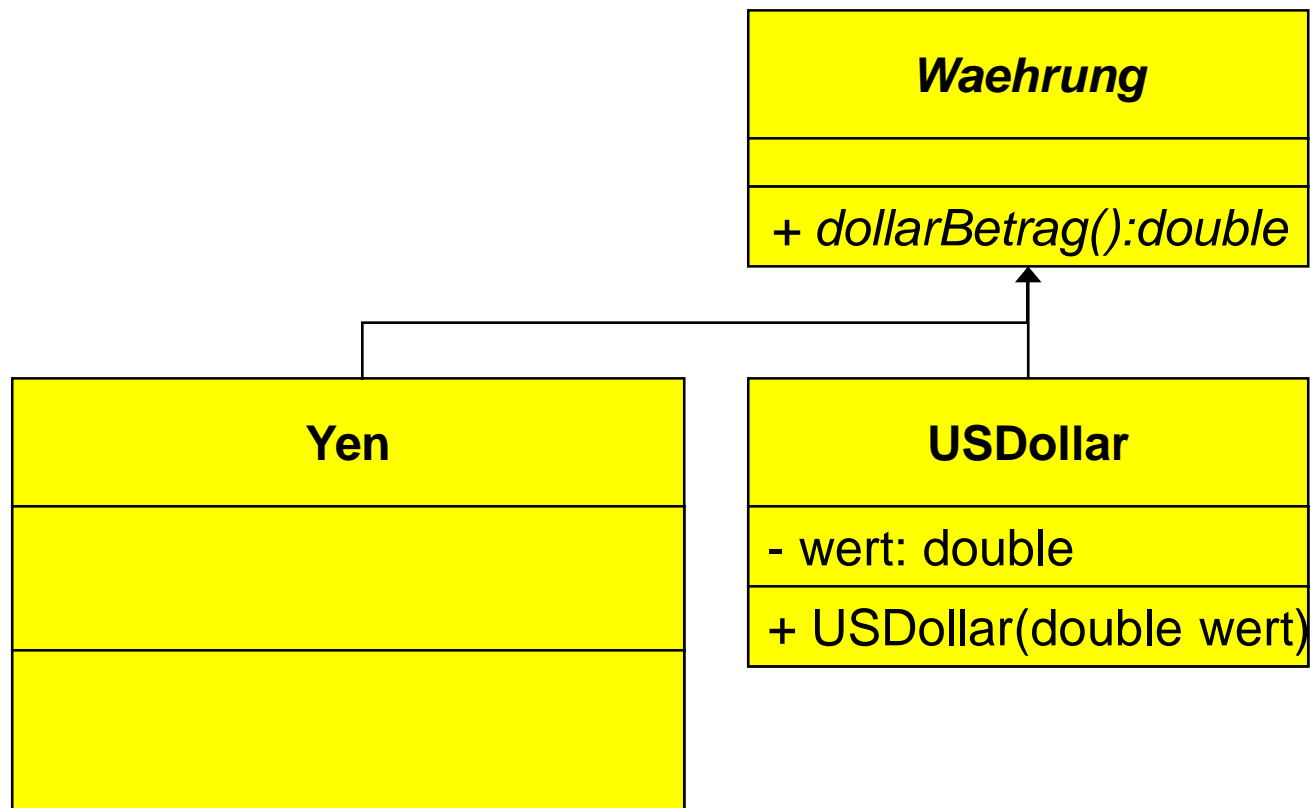 Waehrung
+ dollarBetrag():double
Yen
USDollar
- wert: double
+ USDollar(double wert)